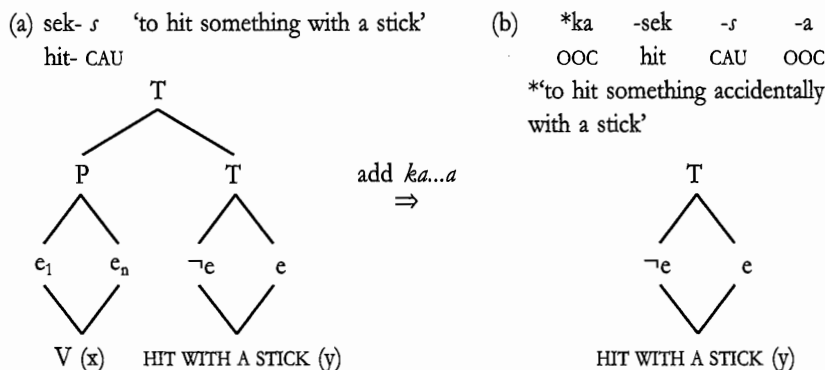 (a) sek- s ‘to hit something with a stick’ (b) *ka -sek -s -a
hit- CAU OOC hit CAU OOC
*‘to hit something accidentally
with a stick’
T
P T add ka...a T
⇒
e1 en ¬e e ¬e e
V (x) HIT WITH A STICK (y) HIT WITH A STICK (y)